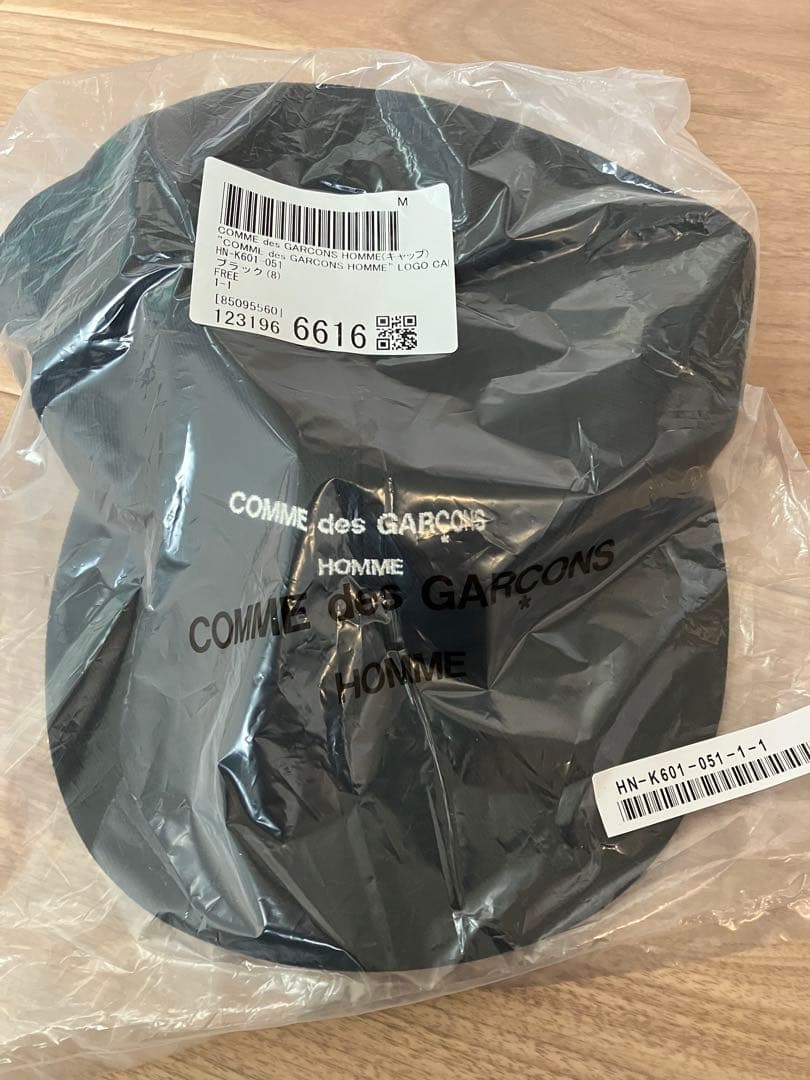 M
COMME des GARCONS HOMME(キャップ)
"COMME des GARCONS HOMME" LOGO CA
HN-K601-051
ブラック(8)
FREE
1-1
[85095560]
123196 6616
COMME des GARÇONS
*
HOMME
COMME des GARÇONS
*
HOMME
HN-K601-051-1-1